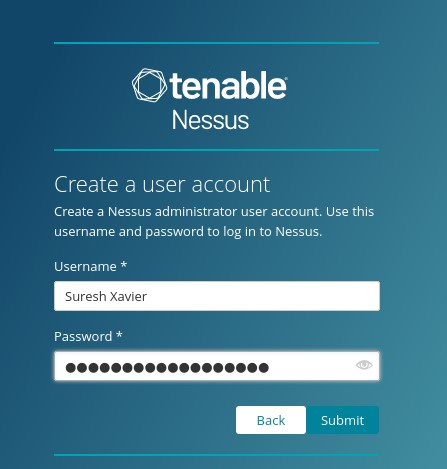 tenable
Nessus
Create a user account
Create a Nessus administrator user account. Use this
username and password to log in to Nessus.
Username *
Suresh Xavier
Password *
●●●●●●●●●●●●●●●●●●
Back
Submit